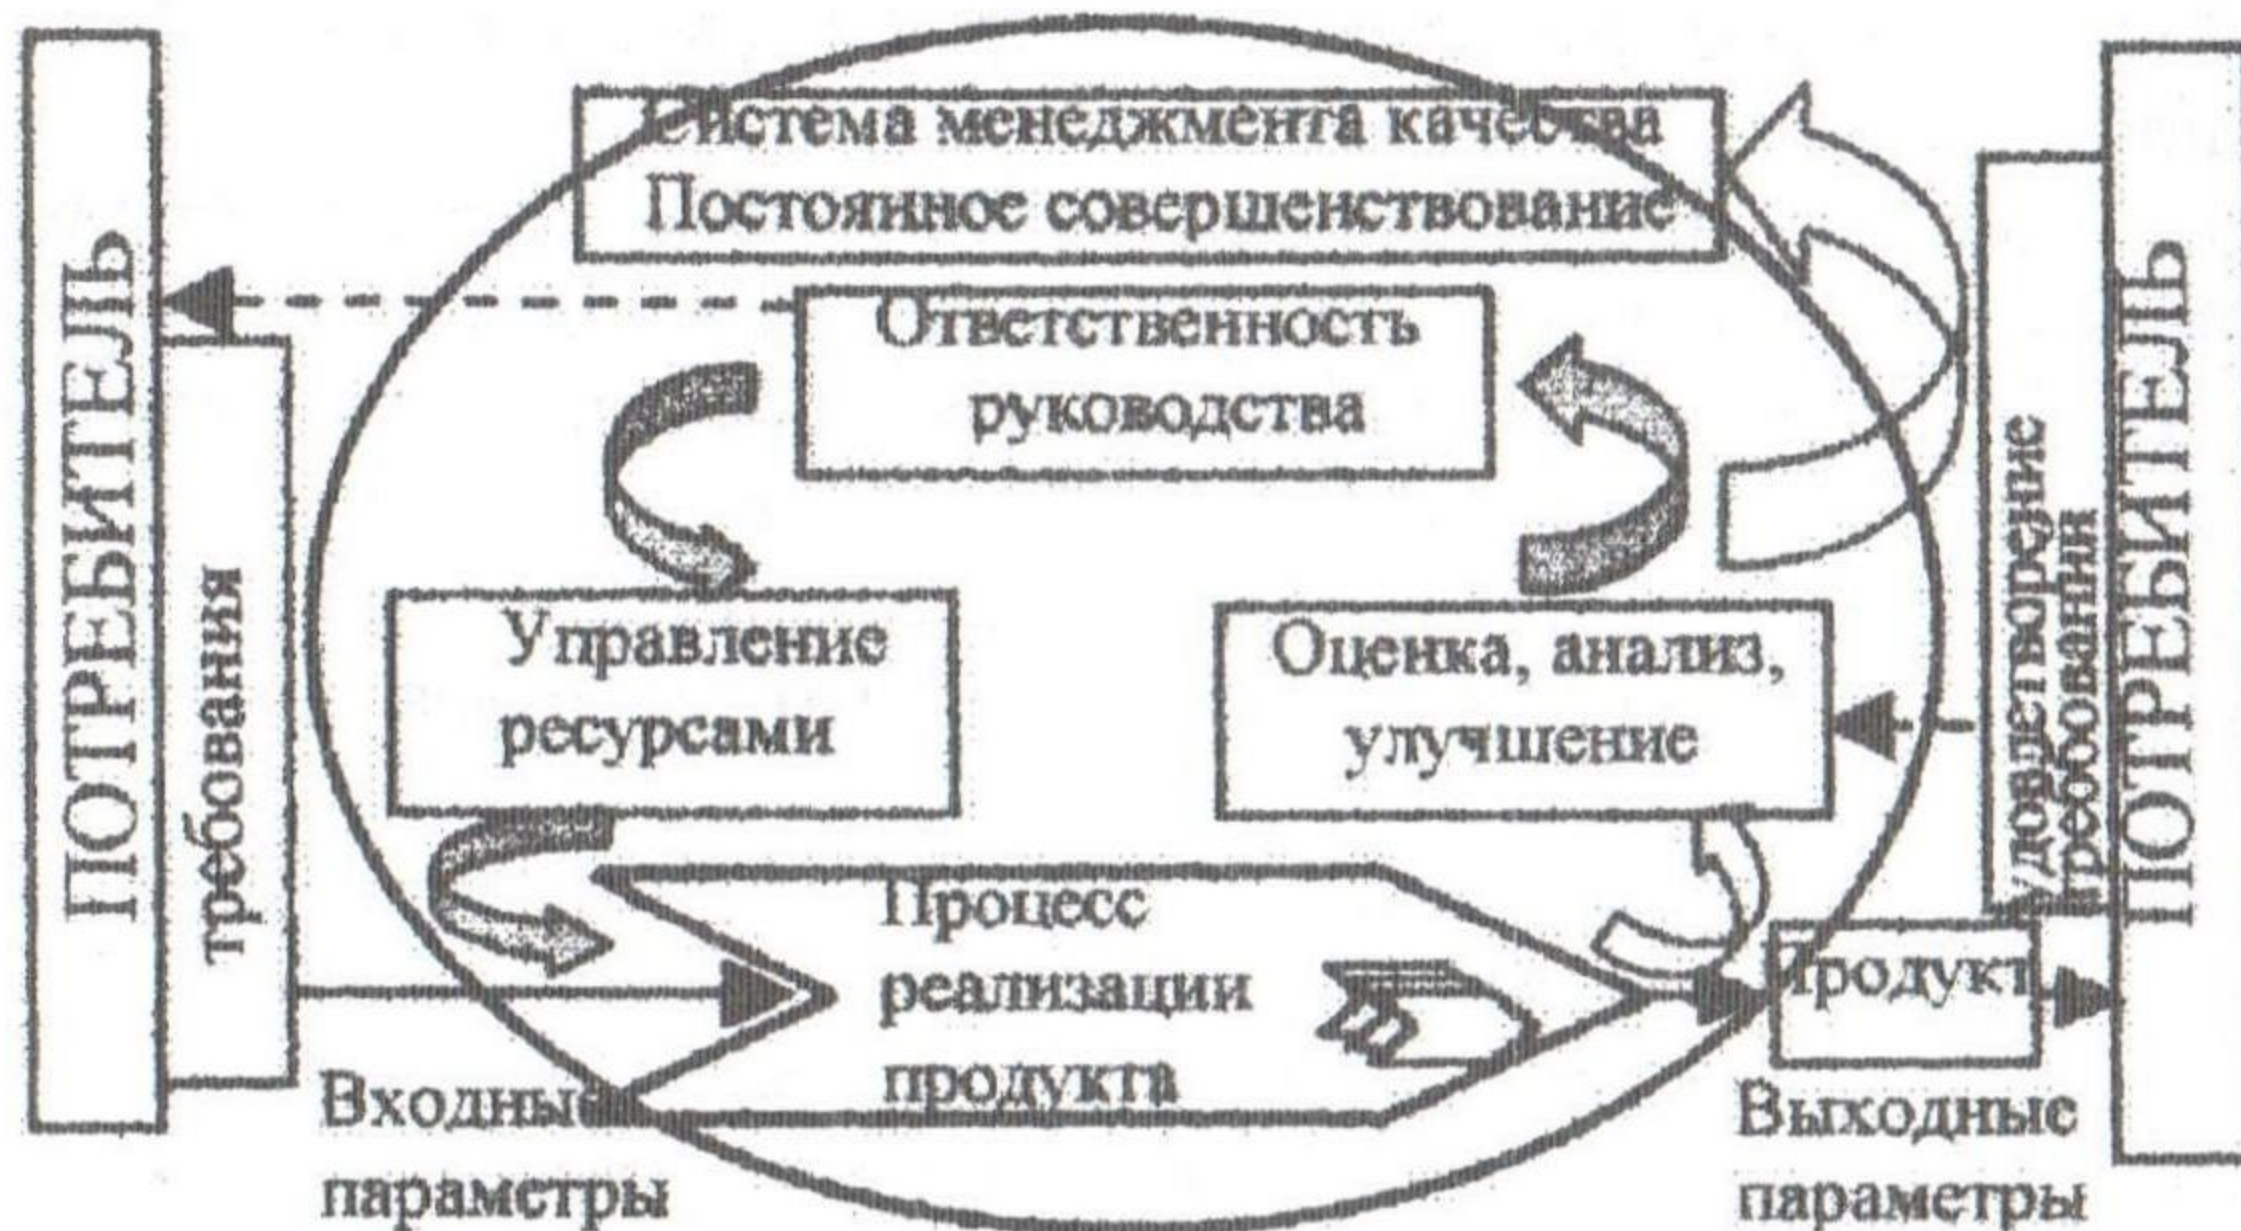 Система менеджмента качества
Постоянное совершенствование
ПОТРЕБИТЕЛЬ
требования
Ответственность
руководства
Управление
ресурсами
Оценка, анализ,
улучшение
Процесс
реализации
продукта
Входные
параметры
Продукт
Выходные
параметры
удовлетворение
требования
ПОТРЕБИТЕЛЬ